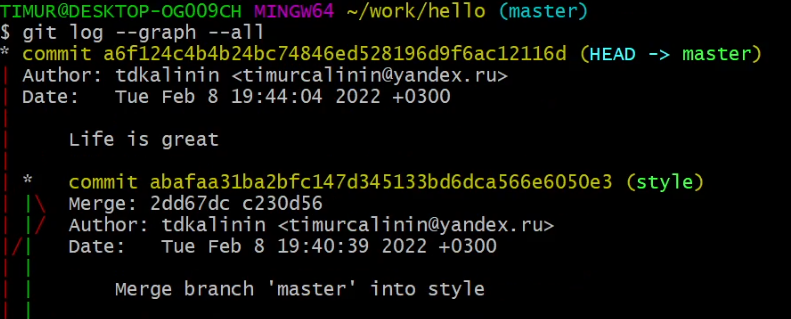 TIMUR@DESKTOP-OG009CH MINGW64 ~/work/hello (master)
$ git log --graph --all
* commit a6f124c4b4b24bc74846ed528196d9f6ac12116d (HEAD -> master)
| Author: tdkalinin <timurcalinin@yandex.ru>
| Date:   Tue Feb 8 19:44:04 2022 +0300
|
|     Life is great
|
| *   commit abafaa31ba2bfc147d345133bd6dca566e6050e3 (style)
| |\  Merge: 2dd67dc c230d56
| |/  Author: tdkalinin <timurcalinin@yandex.ru>
|/|   Date:   Tue Feb 8 19:40:39 2022 +0300
| |
| |       Merge branch 'master' into style
| |